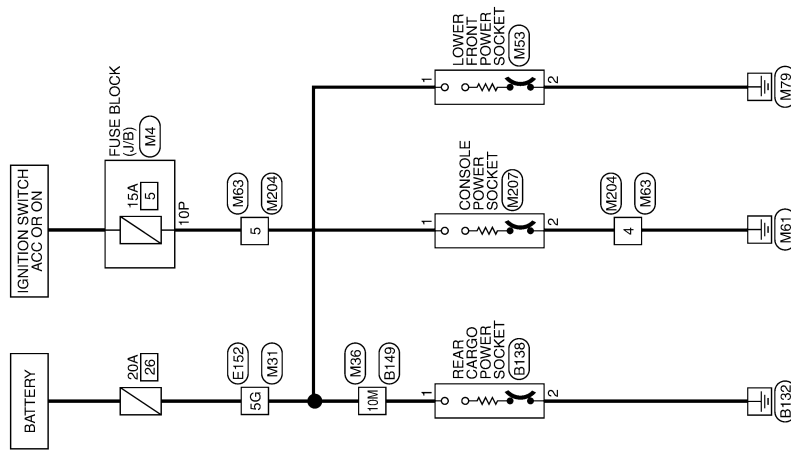 BATTERY
IGNITION SWITCH
ACC OR ON
20A
26
15A
5
FUSE BLOCK
(J/B)
M4
10P
5G
E152
M31
5
M63
M204
10M
M36
B149
1
REAR
CARGO
POWER
SOCKET
B138
2
1
CONSOLE
POWER
SOCKET
M207
2
1
LOWER
FRONT
POWER
SOCKET
M53
2
4
M204
M63
B132
M61
M79